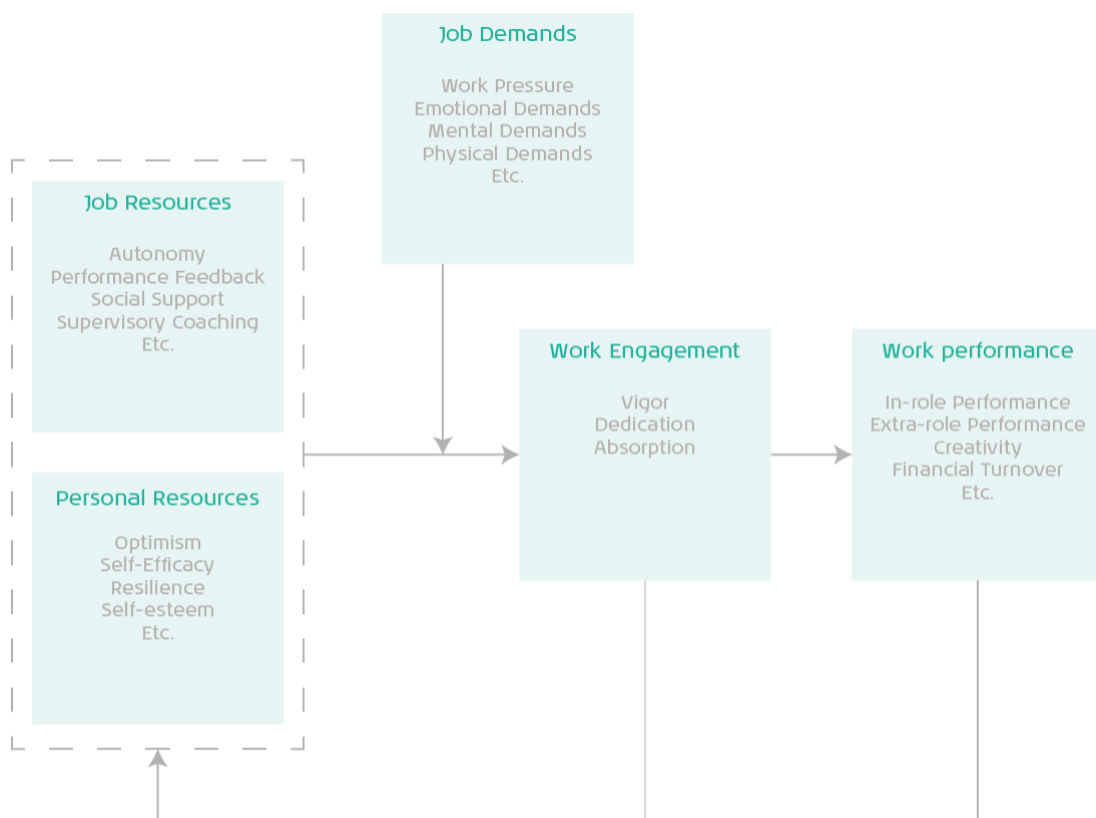 Job Demands
Work Pressure
Emotional Demands
Mental Demands
Physical Demands
Etc.
Job Resources
Autonomy
Performance Feedback
Social Support
Supervisory Coaching
Etc.
Personal Resources
Optimism
Self-Efficacy
Resilience
Self-esteem
Etc.
Work Engagement
Vigor
Dedication
Absorption
Work performance
In-role Performance
Extra-role Performance
Creativity
Financial Turnover
Etc.